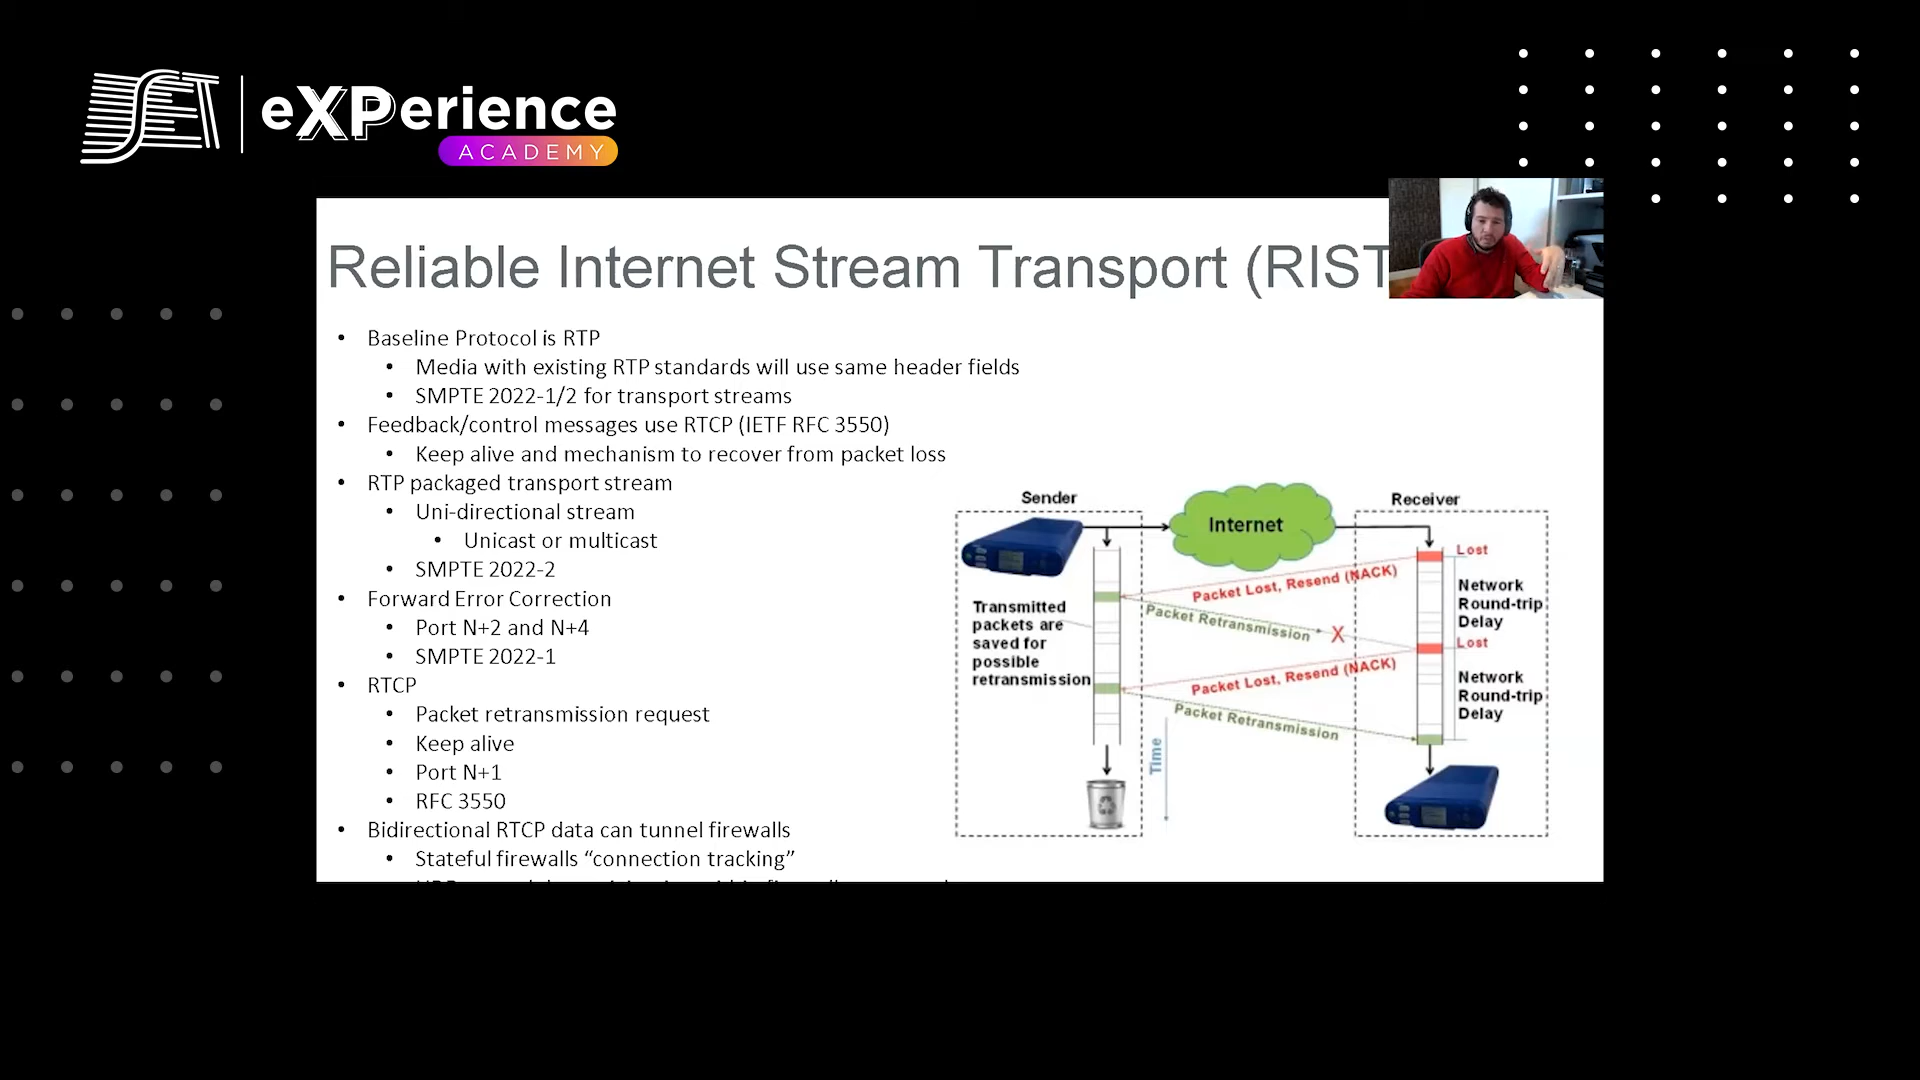 SET
eXPerience
ACADEMY
Reliable Internet Stream Transport (RIST
• Baseline Protocol is RTP
• Media with existing RTP standards will use same header fields
• SMPTE 2022-1/2 for transport streams
• Feedback/control messages use RTCP (IETF RFC 3550)
• Keep alive and mechanism to recover from packet loss
• RTP packaged transport stream
• Uni-directional stream
• Unicast or multicast
• SMPTE 2022-2
• Forward Error Correction
• Port N+2 and N+4
• SMPTE 2022-1
• RTCP
• Packet retransmission request
• Keep alive
• Port N+1
• RFC 3550
• Bidirectional RTCP data can tunnel firewalls
• Stateful firewalls “connection tracking”
Sender
Internet
Receiver
Lost
Packet Lost, Resend (NACK)
Network
Round-trip
Delay
Transmitted
packets are
saved for
possible
retransmission
Packet Retransmission
X
Lost
Packet Lost, Resend (NACK)
Network
Round-trip
Delay
Packet Retransmission
Time